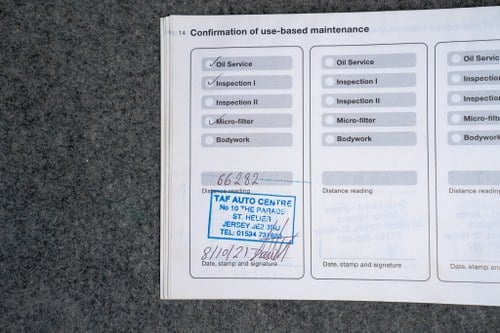 14 Confirmation of use-based maintenance
Oil Service
Inspection I
Inspection II
Micro-filter
Bodywork
66282
Distance reading
TAF AUTO CENTRE
No 10 THE PARADE
ST. HELIER
JERSEY JE2 3RU
TEL: 01534 731
8/10/21
Date, stamp and signature
Oil Service
Inspection I
Inspection II
Micro-filter
Bodywork
Distance reading
Date, stamp and signature
Oil Servic
Inspection
Inspection
Micro-filte
Bodywork
Distance readin
Date, stamp and